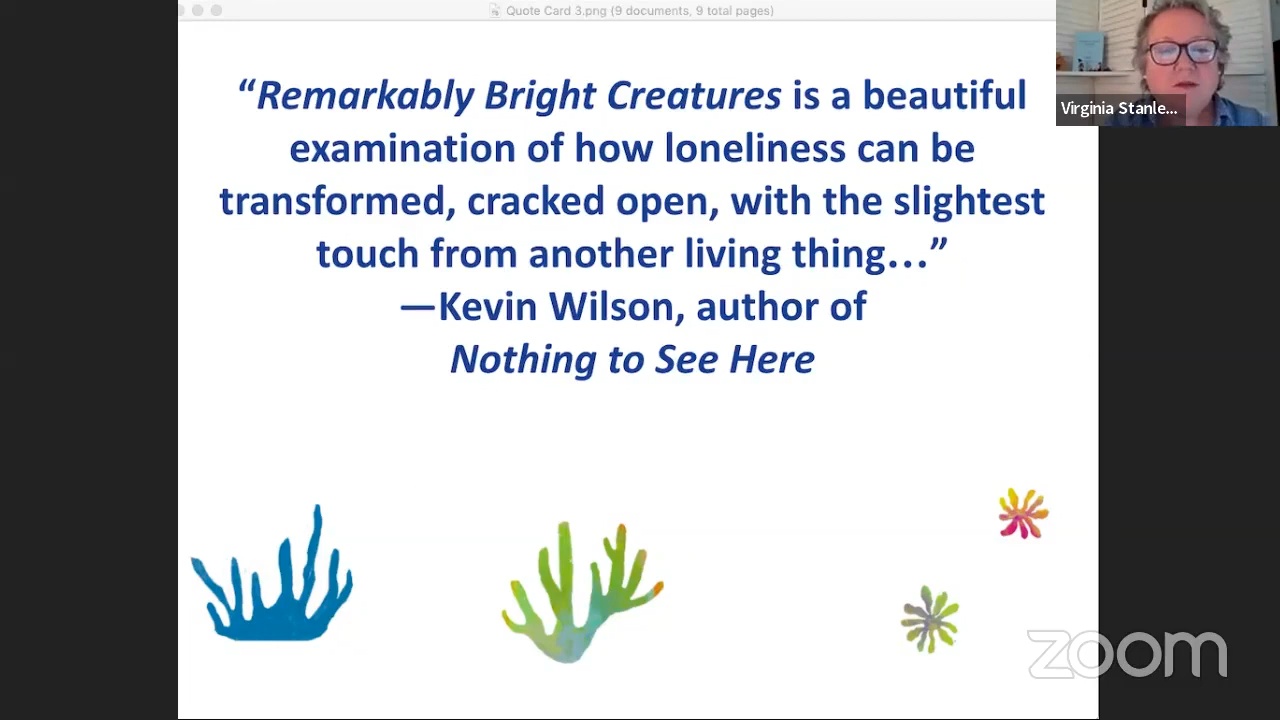 Quote Card 3.png (9 documents, 9 total pages)
“Remarkably Bright Creatures is a beautiful
examination of how loneliness can be
transformed, cracked open, with the slightest
touch from another living thing…”
—Kevin Wilson, author of
Nothing to See Here
Virginia Stanle...
zoom